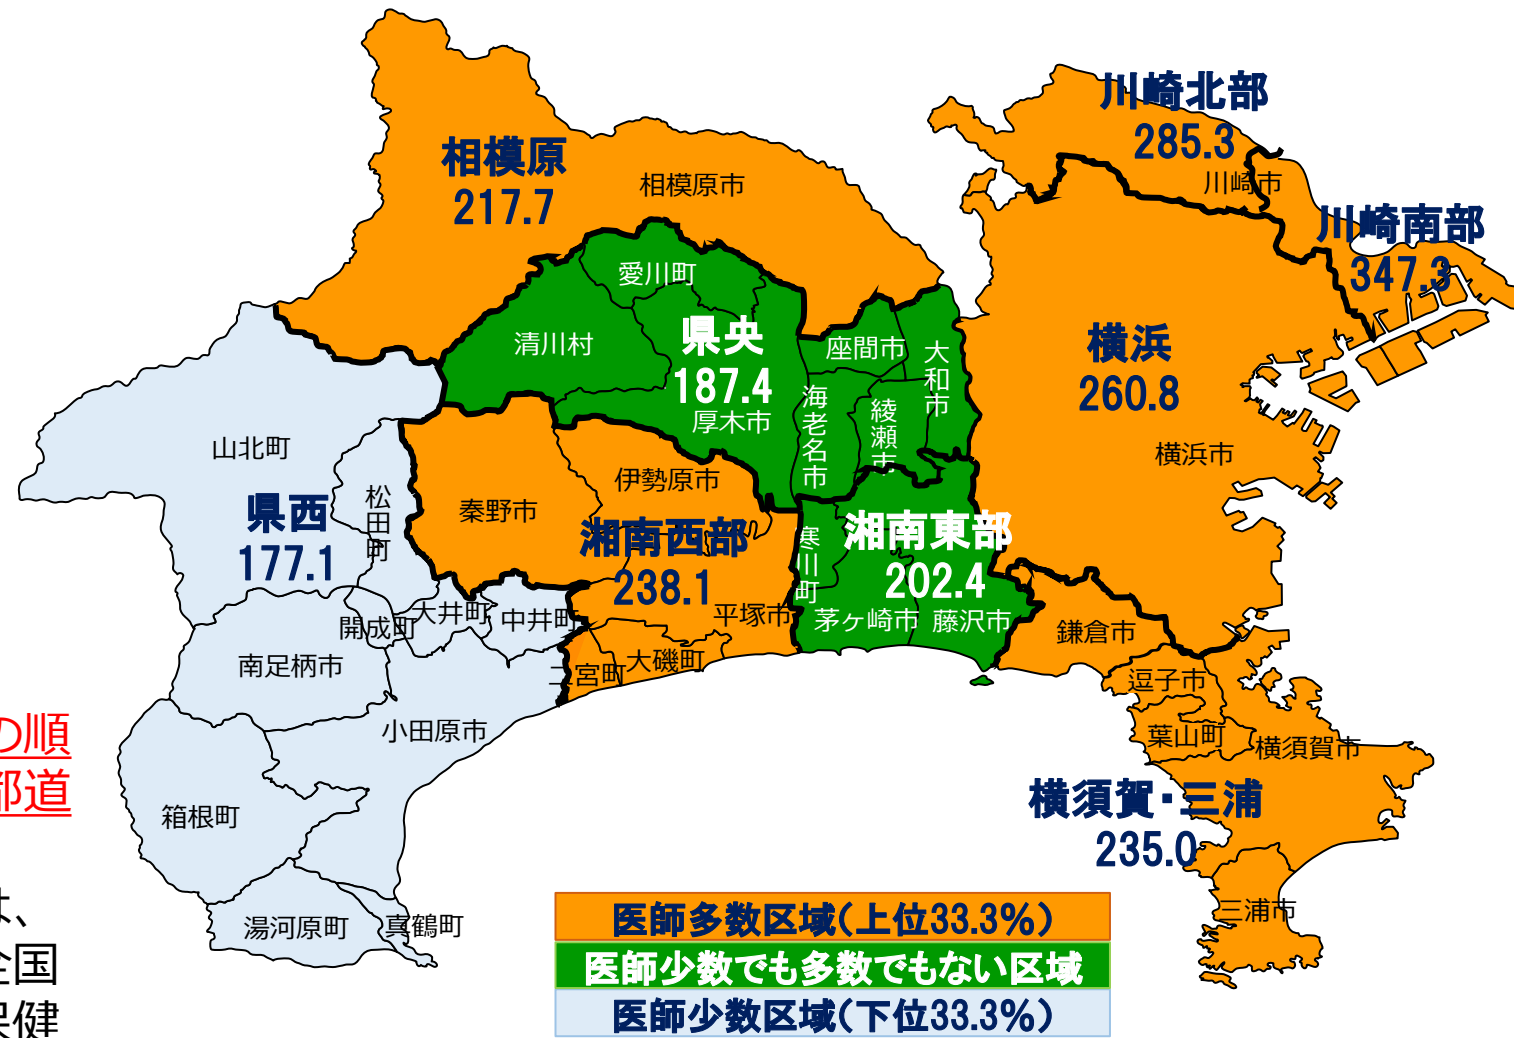 川崎北部
285.3
川崎市
相模原
217.7
相模原市
川崎南部
347.3
愛川町
清川村
県央
187.4
厚木市
座間市
大和市
海老名市
綾瀬市
横浜
260.8
横浜市
山北町
松田町
県西
177.1
秦野市
伊勢原市
湘南西部
238.1
平塚市
寒川町
湘南東部
202.4
茅ヶ崎市
藤沢市
鎌倉市
開成町
大井町
中井町
南足柄市
二宮町
大磯町
逗子市
葉山町
横須賀市
小田原市
の順
都道
箱根町
横須賀・三浦
235.0
は、
全国
保健
湯河原町
真鶴町
三浦市
医師多数区域（上位33.3%）
医師少数でも多数でもない区域
医師少数区域（下位33.3%）